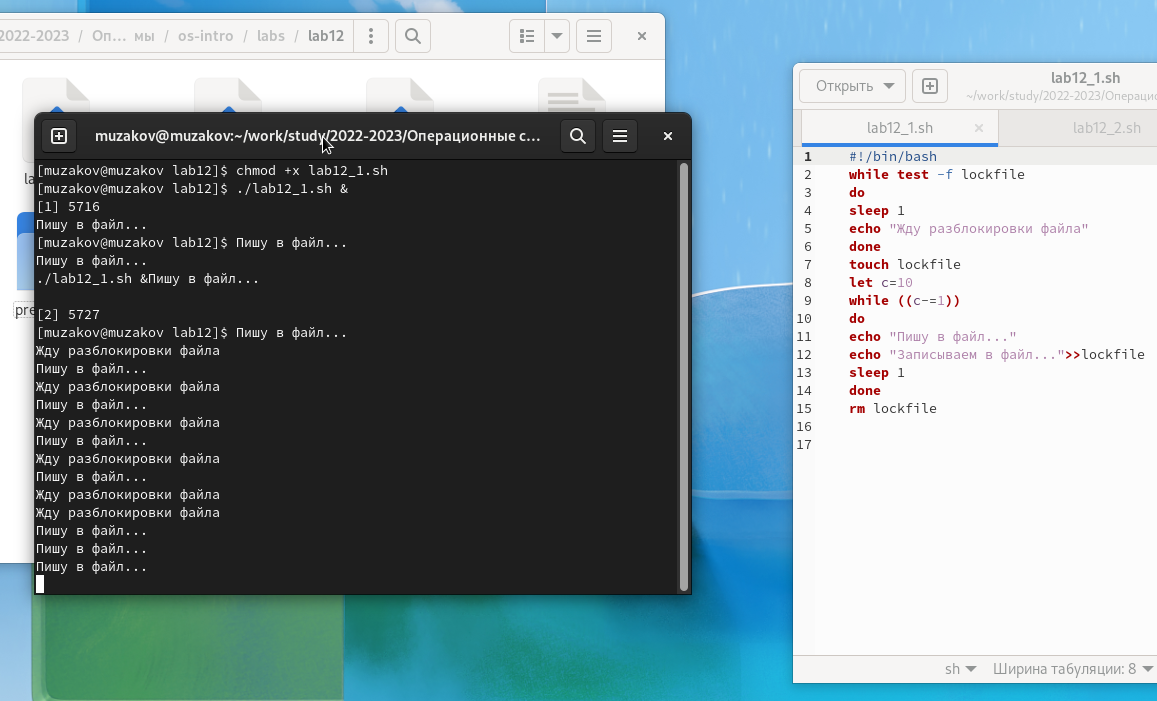 2022-2023 / Оп… мы / os-intro / labs / lab12
muzakov@muzakov:~/work/study/2022-2023/Операционные с…
[muzakov@muzakov lab12]$ chmod +x lab12_1.sh
[muzakov@muzakov lab12]$ ./lab12_1.sh &
[1] 5716
Пишу в файл...
[muzakov@muzakov lab12]$ Пишу в файл...
Пишу в файл...
./lab12_1.sh &Пишу в файл...
[2] 5727
[muzakov@muzakov lab12]$ Пишу в файл...
Жду разблокировки файла
Пишу в файл...
Жду разблокировки файла
Пишу в файл...
Жду разблокировки файла
Пишу в файл...
Жду разблокировки файла
Пишу в файл...
Жду разблокировки файла
Жду разблокировки файла
Пишу в файл...
Пишу в файл...
Пишу в файл...
Открыть
lab12_1.sh
~/work/study/2022-2023/Операцио
lab12_1.sh
lab12_2.sh
1 #!/bin/bash
2 while test -f lockfile
3 do
4 sleep 1
5 echo "Жду разблокировки файла"
6 done
7 touch lockfile
8 let c=10
9 while ((c-=1))
10 do
11 echo "Пишу в файл..."
12 echo "Записываем в файл...">>lockfile
13 sleep 1
14 done
15 rm lockfile
16
17
sh Ширина табуляции: 8